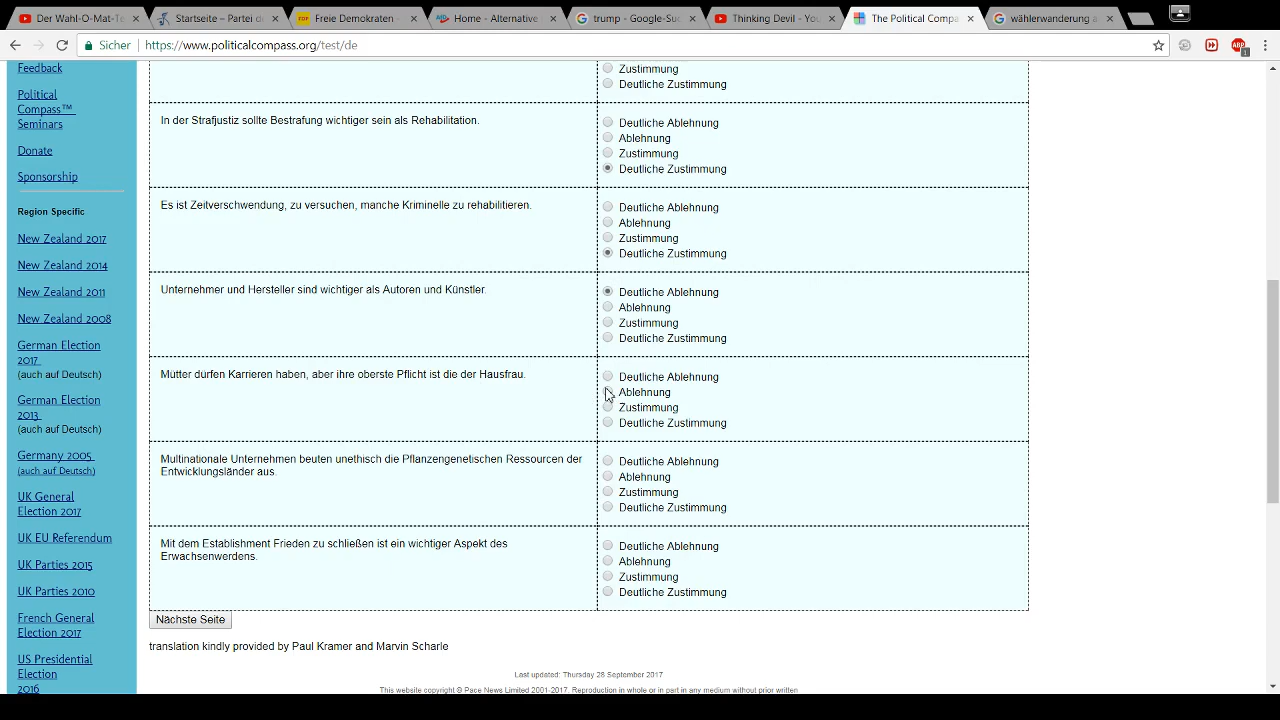 Der Wahl-O-Mat-Te
Startseite – Partei de
FDP Freie Demokraten -
AfD Home - Alternative
trump - Google-Suc
Thinking Devil - You
The Political Compa
wählerwanderung a
Sicher https://www.politicalcompass.org/test/de
ABP
1
Feedback
Political
Compass™
Seminars
Donate
Sponsorship
Region Specific
New Zealand 2017
New Zealand 2014
New Zealand 2011
New Zealand 2008
German Election
2017
(auch auf Deutsch)
German Election
2013
(auch auf Deutsch)
Germany 2005
(auch auf Deutsch)
UK General
Election 2017
UK EU Referendum
UK Parties 2015
UK Parties 2010
French General
Election 2017
US Presidential
Election
2016
Zustimmung
Deutliche Zustimmung
In der Strafjustiz sollte Bestrafung wichtiger sein als Rehabilitation.
Deutliche Ablehnung
Ablehnung
Zustimmung
Deutliche Zustimmung
Es ist Zeitverschwendung, zu versuchen, manche Kriminelle zu rehabilitieren.
Deutliche Ablehnung
Ablehnung
Zustimmung
Deutliche Zustimmung
Unternehmer und Hersteller sind wichtiger als Autoren und Künstler.
Deutliche Ablehnung
Ablehnung
Zustimmung
Deutliche Zustimmung
Mütter dürfen Karrieren haben, aber ihre oberste Pflicht ist die der Hausfrau.
Deutliche Ablehnung
Ablehnung
Zustimmung
Deutliche Zustimmung
Multinationale Unternehmen beuten unethisch die Pflanzengenetischen Ressourcen der
Entwicklungsländer aus.
Deutliche Ablehnung
Ablehnung
Zustimmung
Deutliche Zustimmung
Mit dem Establishment Frieden zu schließen ist ein wichtiger Aspekt des
Erwachsenwerdens.
Deutliche Ablehnung
Ablehnung
Zustimmung
Deutliche Zustimmung
Nächste Seite
translation kindly provided by Paul Kramer and Marvin Scharle
Last updated: Thursday 28 September 2017
This website copyright © Pace News Limited 2001-2017. Reproduction in whole or in part in any medium without prior written